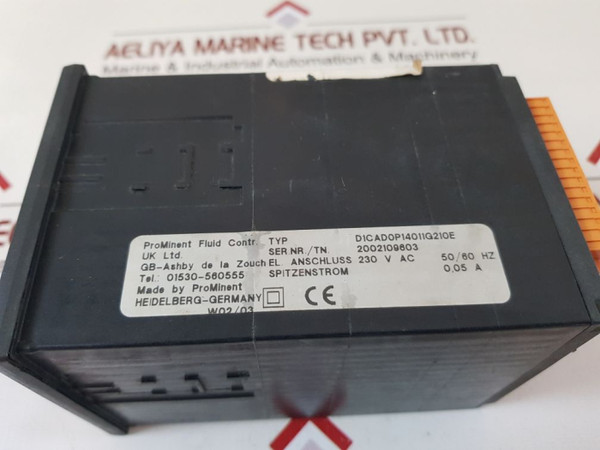 AELIYA MARINE TECH PVT. LTD.
Marine & Industrial Automation & Machinery
ProMinent Fluid Contr.
UK Ltd.
GB-Ashby de la Zouch
Tel.: 01530-560555
Made by ProMinent
HEIDELBERG-GERMANY
W02/03
TYP D1CAD0P14011G210E
SER.NR./TN. 2002109603
EL. ANSCHLUSS 230 V AC 50/60 HZ
SPITZENSTROM 0,05 A
CE